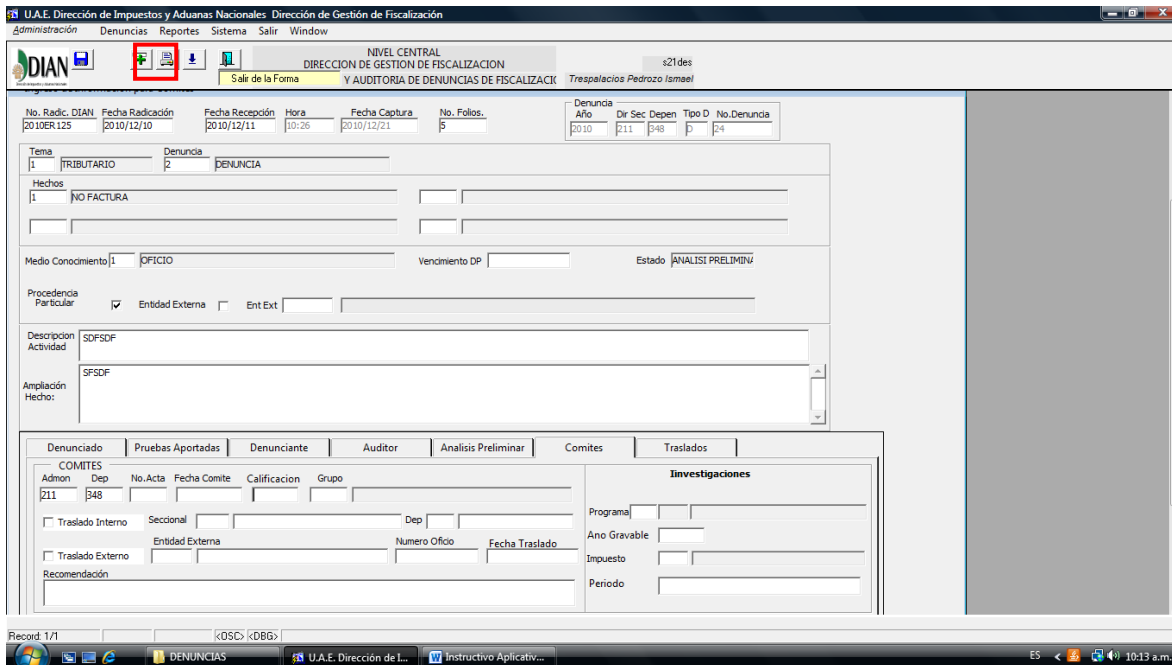 U.A.E. Dirección de Impuestos y Aduanas Nacionales Dirección de Gestión de Fiscalización
Administración Denuncias Reportes Sistema Salir Window
DIAN
NIVEL CENTRAL
DIRECCION DE GESTION DE FISCALIZACION s21des
Salir de la Forma Y AUDITORIA DE DENUNCIAS DE FISCALIZACI Trespalacios Pedrozo Ismael
No. Radic. DIAN Fecha Radicación Fecha Recepción Hora Fecha Captura No. Folios.
2010ER125 2010/12/10 2010/12/11 10:26 2010/12/21 5
Denuncia
Año Dir Sec Depen Tipo D No.Denuncia
2010 211 348 D 24
Tema Denuncia
1 TRIBUTARIO 2 DENUNCIA
Hechos
1 NO FACTURA
Medio Conocimiento 1 OFICIO Vencimiento DP Estado ANALISI PRELIMIN
Procedencia
Particular Entidad Externa Ent Ext
Descripcion
Actividad
SDFSDF
Ampliación
Hecho:
SFSDF
Denunciado Pruebas Aportadas Denunciante Auditor Analisis Preliminar Comites Traslados
COMITES
Admon Dep No.Acta Fecha Comite Calificacion Grupo
211 348
Traslado Interno Seccional Dep
Entidad Externa Numero Oficio Fecha Traslado
Traslado Externo
Recomendación
Iinvestigaciones
Programa
Ano Gravable
Impuesto
Periodo
Record: 1/1 <OSC> <DBG>
DENUNCIAS U.A.E. Dirección de I... Instructivo Aplicativ... ES 10:13 a.m.